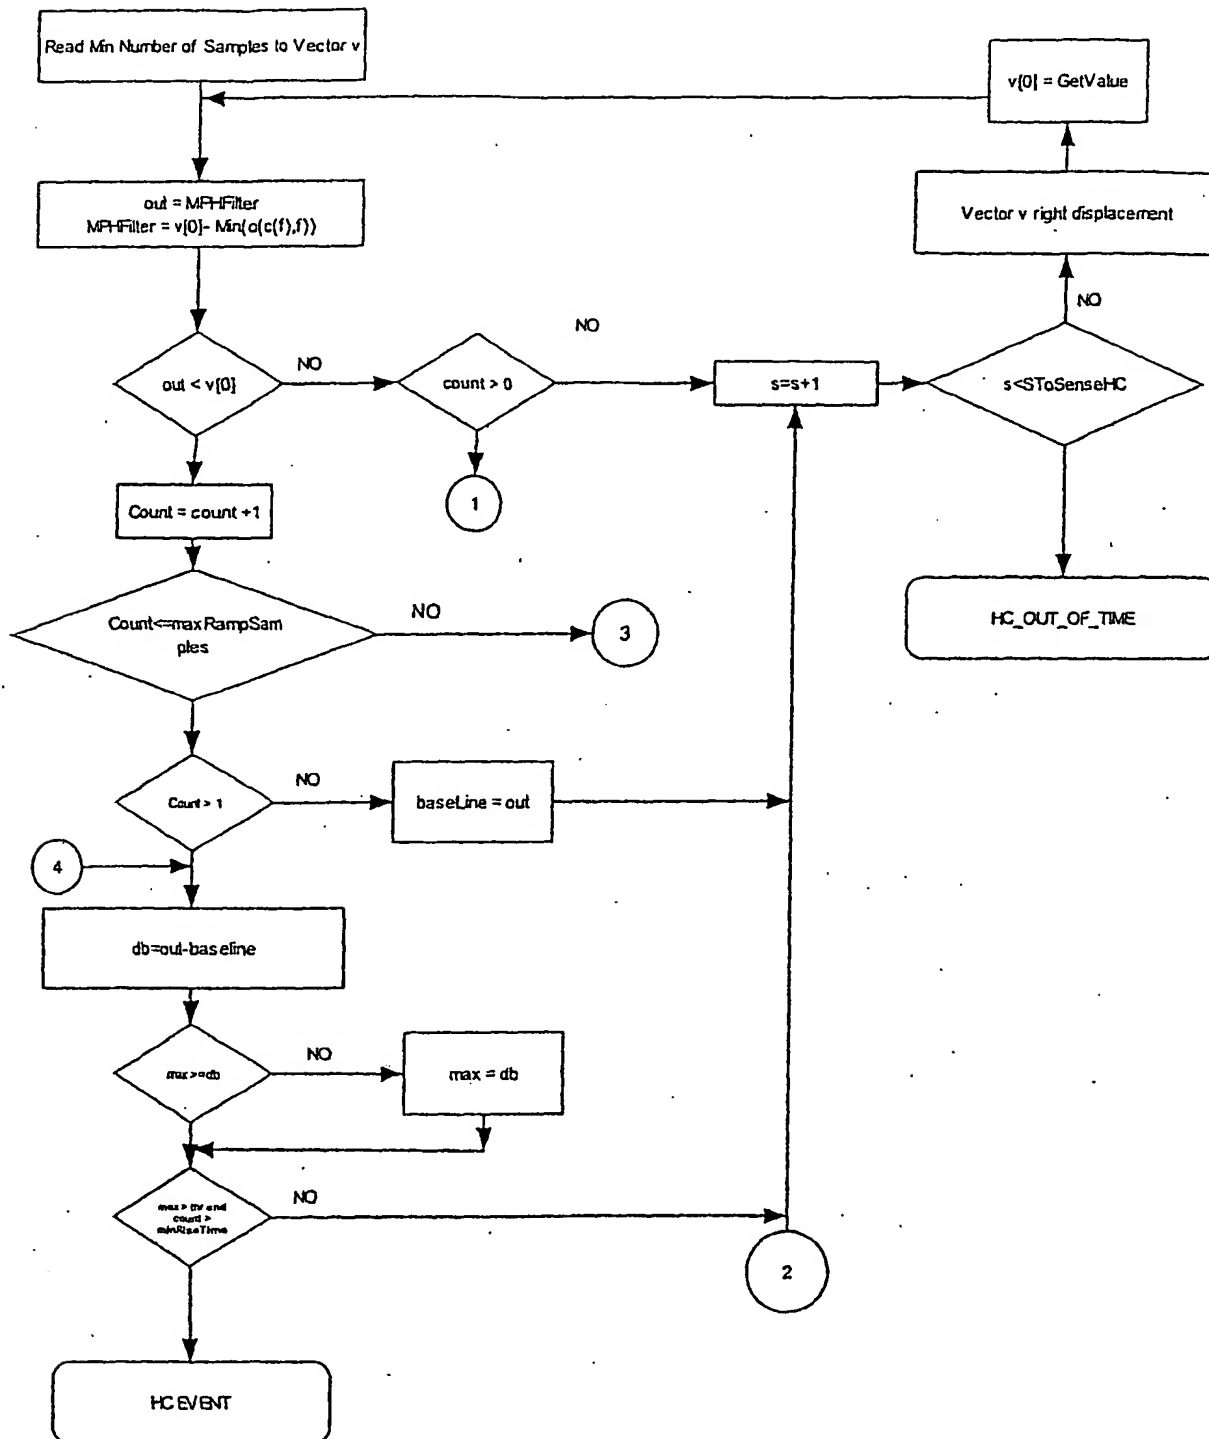 Read Min Number of Samples to Vector v
v[0] = GetValue
out = MPHFilter
MPHFilter = v[0]- Min(o(c(f),f))
Vector v right displacement
NO
NO
NO
out < v[0]
count > 0
s=s+1
s<SToSenseHC
1
Count = count +1
Count<=maxRampSam
ples
NO
3
HC_OUT_OF_TIME
NO
Count > 1
baseLine = out
4
db=out-baseline
NO
max>=db
max = db
NO
max > thr and
count >
minRiseTime
2
HC EVENT